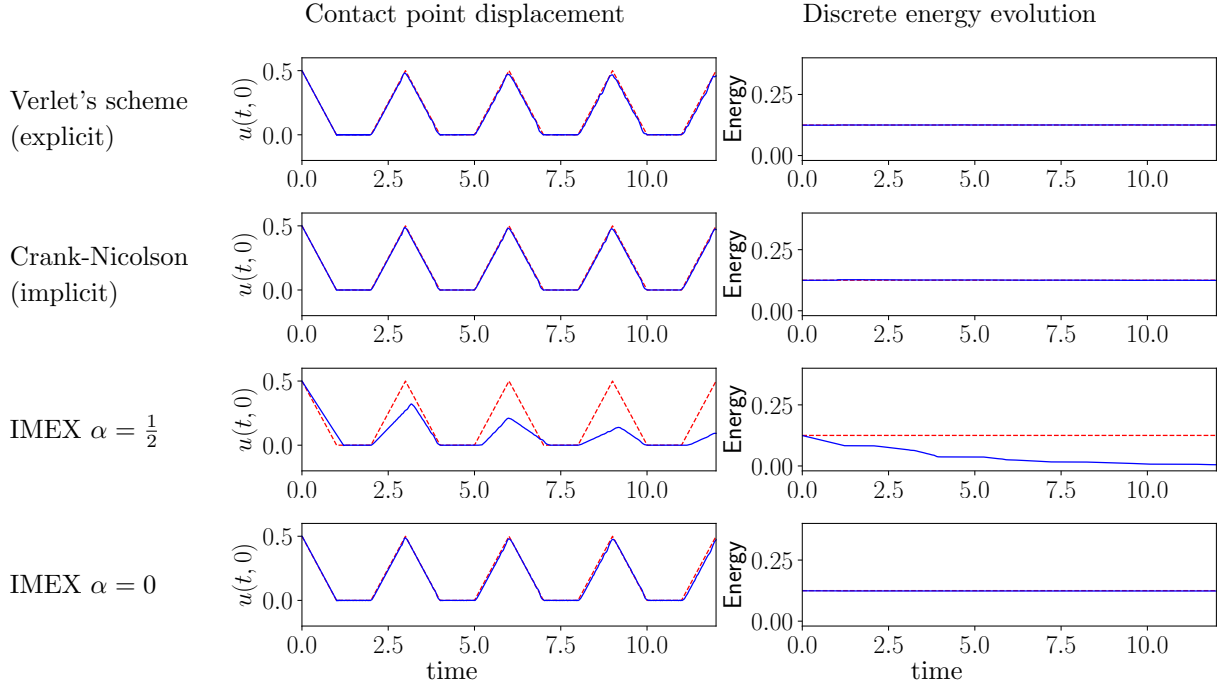 Contact point displacement
Discrete energy evolution
Verlet's scheme
(explicit)
u(t, 0)
0.5
0.0
0.0 2.5 5.0 7.5 10.0
Energy
0.25
0.00
0.0 2.5 5.0 7.5 10.0
Crank-Nicolson
(implicit)
u(t, 0)
0.5
0.0
0.0 2.5 5.0 7.5 10.0
Energy
0.25
0.00
0.0 2.5 5.0 7.5 10.0
IMEX α = 1/2
u(t, 0)
0.5
0.0
0.0 2.5 5.0 7.5 10.0
Energy
0.25
0.00
0.0 2.5 5.0 7.5 10.0
IMEX α = 0
u(t, 0)
0.5
0.0
0.0 2.5 5.0 7.5 10.0
time
Energy
0.25
0.00
0.0 2.5 5.0 7.5 10.0
time